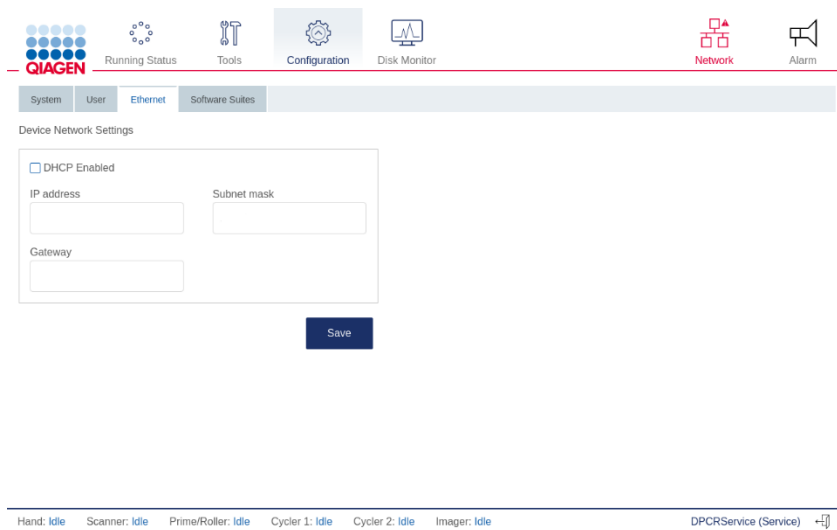 QIAGEN
Running Status Tools Configuration Disk Monitor Network Alarm
System User Ethernet Software Suites
Device Network Settings
DHCP Enabled
IP address Subnet mask
Gateway
Save
Hand: Idle Scanner: Idle Prime/Roller: Idle Cycler 1: Idle Cycler 2: Idle Imager: Idle DPCRService (Service)